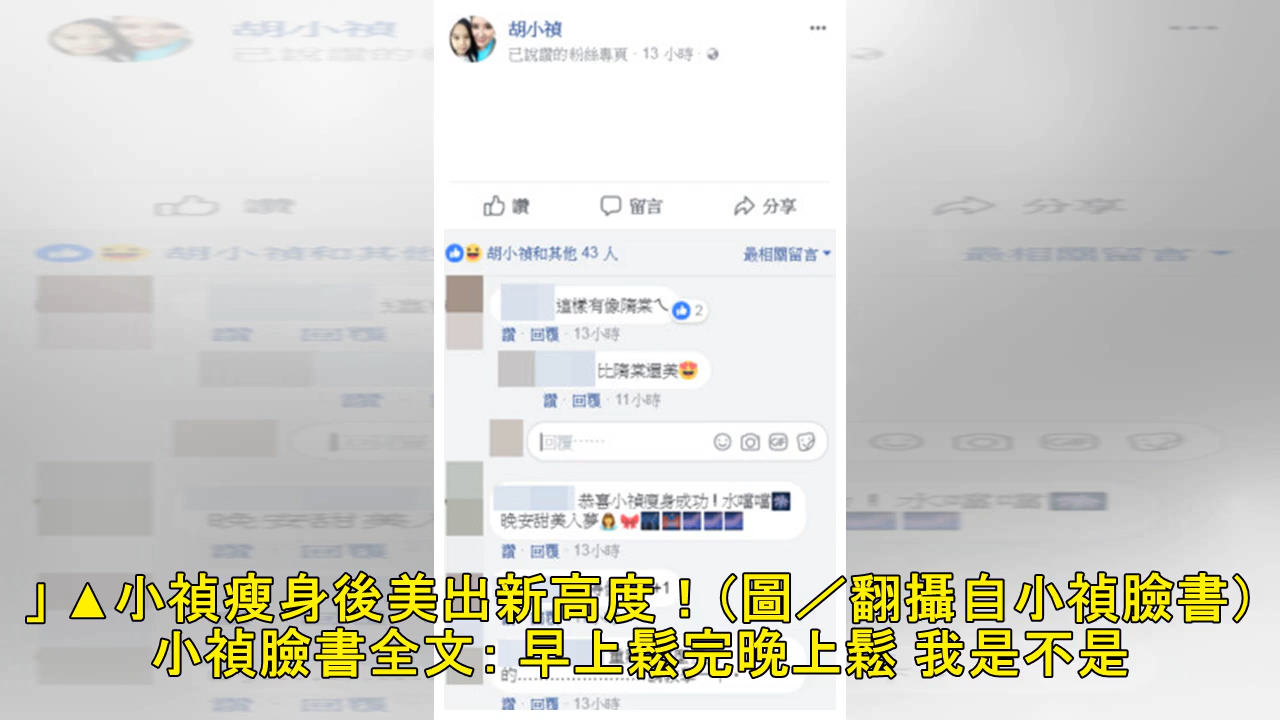 胡小禎
已說讚的粉絲專頁 · 13 小時 ·
讚 留言 分享
胡小禎和其他 43 人 最相關留言
這樣有像隋棠ㄟ 2
讚 · 回覆 · 13小時
比隋棠還美
讚 · 回覆 · 11小時
回覆……
恭喜小禎瘦身成功！水噹噹
晚安甜美入夢
讚 · 回覆 · 13小時
+1
」▲小禎瘦身後美出新高度！（圖／翻攝自小禎臉書）
小禎臉書全文：早上鬆完晚上鬆 我是不是
讚 · 回覆 · 13小時